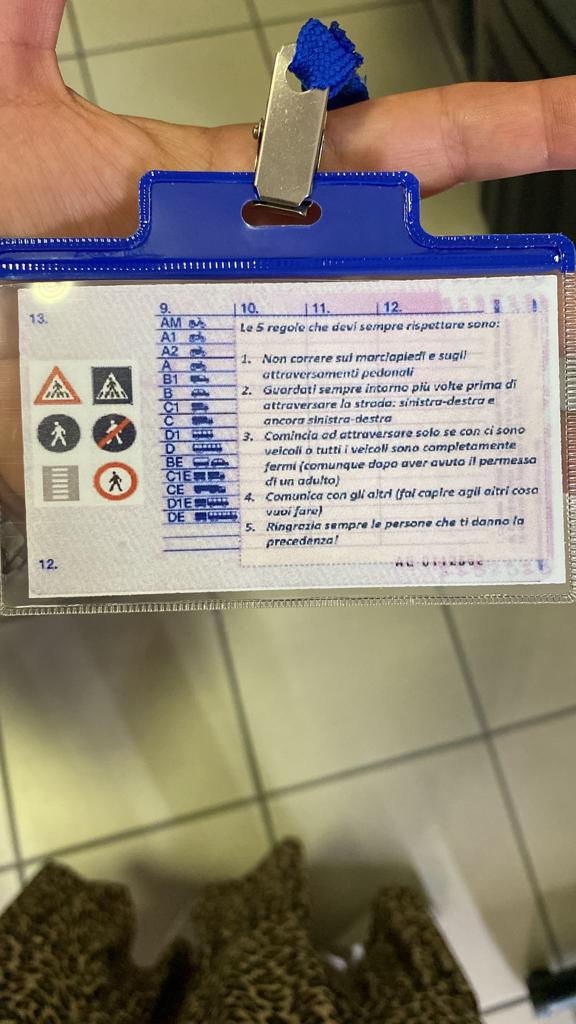 13.
9. 10. 11. 12.
AM
A1
A2
A
B1
B
C1
C
D1
D
BE
C1E
CE
D1E
DE
Le 5 regole che devi sempre rispettare sono:
1. Non correre sui marciapiedi e sugli
attraversamenti pedonali
2. Guardati sempre intorno più volte prima di
attraversare la strada: sinistra-destra e
ancora sinistra-destra
3. Comincia ad attraversare solo se con ci sono
veicoli o tutti i veicoli sono completamente
fermi (comunque dopo aver avuto il permesso
di un adulto)
4. Comunica con gli altri (fai capire agli altri cosa
vuoi fare)
5. Ringrazia sempre le persone che ti danno la
precedenza!
12.